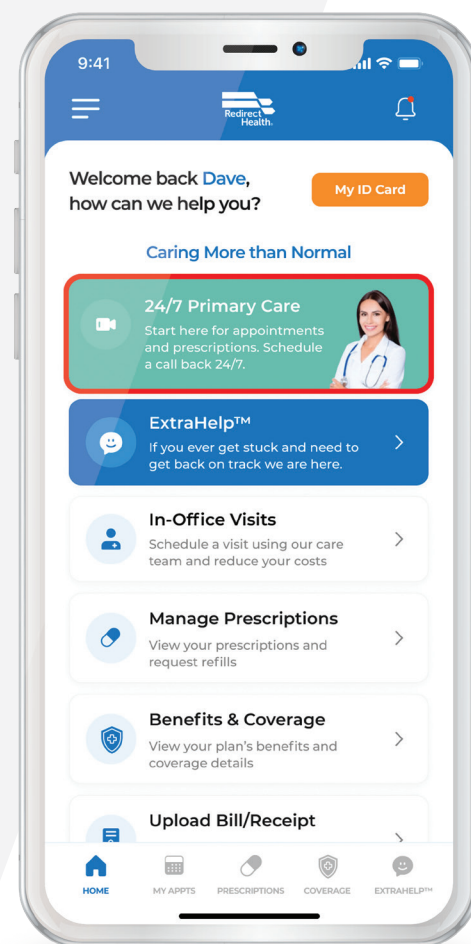 9:41
Redirect
Health.
Welcome back Dave,
how can we help you?
My ID Card
Caring More than Normal
24/7 Primary Care
Start here for appointments
and prescriptions. Schedule
a call back 24/7.
ExtraHelp™
If you ever get stuck and need to
get back on track we are here.
In-Office Visits
Schedule a visit using our care
team and reduce your costs
Manage Prescriptions
View your prescriptions and
request refills
Benefits & Coverage
View your plan's benefits and
coverage details
Upload Bill/Receipt
HOME
MY APPTS
PRESCRIPTIONS
COVERAGE
EXTRAHELP™